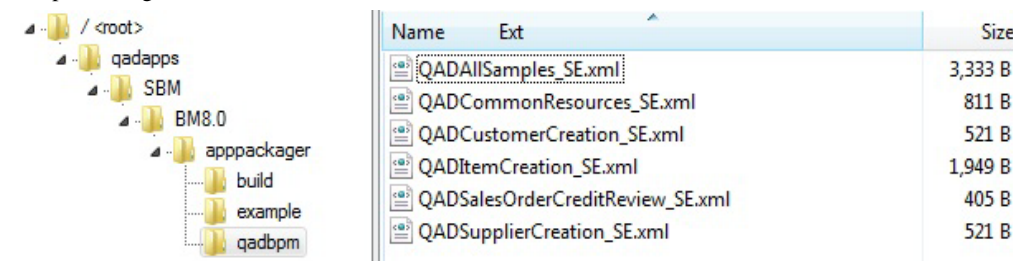 / <root>
qadapps
SBM
BM8.0
apppackager
build
example
qadbpm
Name Ext Size
QADAllSamples_SE.xml 3,333 B
QADCommonResources_SE.xml 811 B
QADCustomerCreation_SE.xml 521 B
QADItemCreation_SE.xml 1,949 B
QADSalesOrderCreditReview_SE.xml 405 B
QADSupplierCreation_SE.xml 521 B